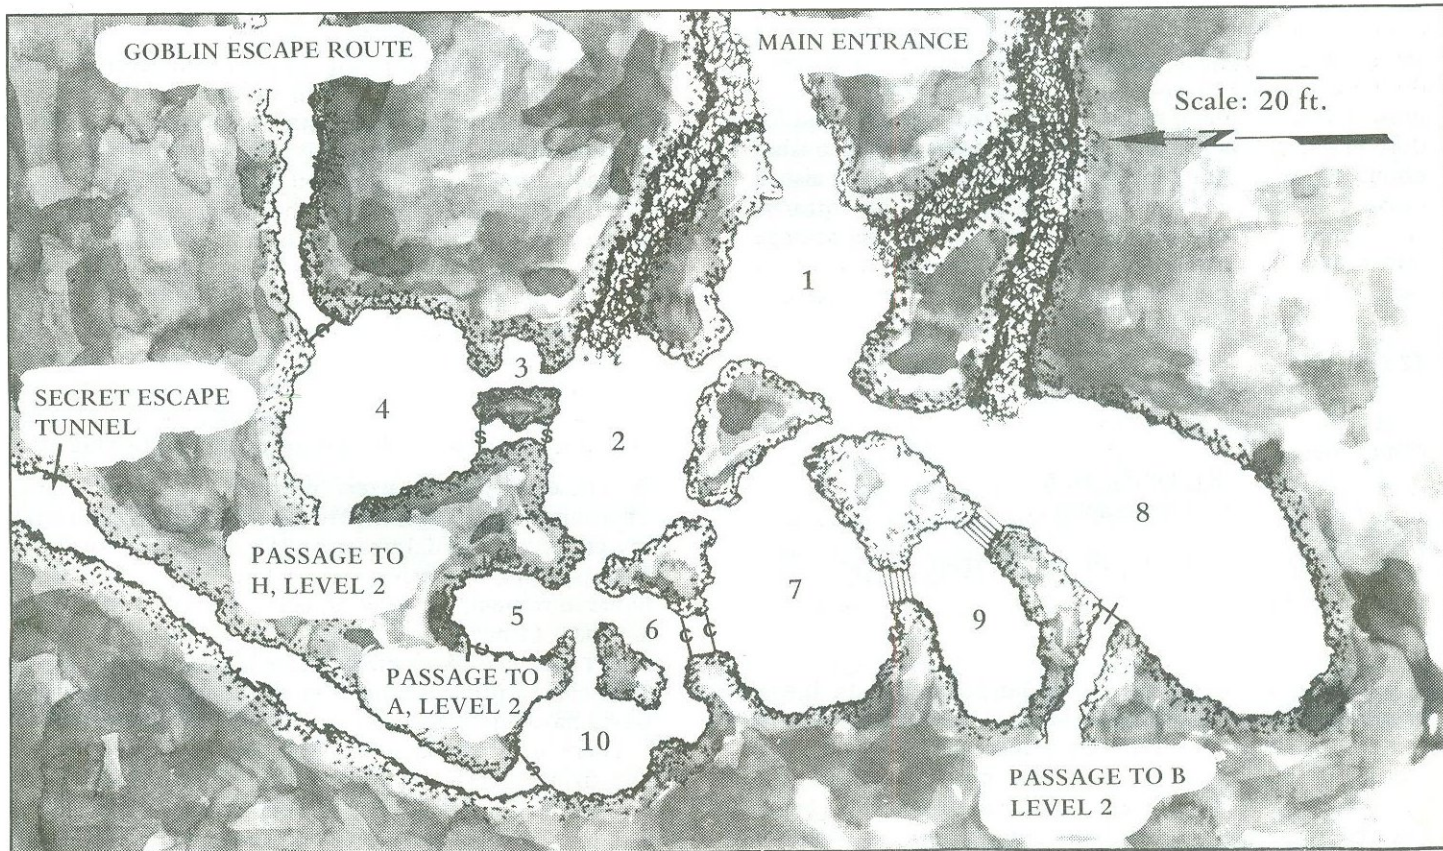 GOBLIN ESCAPE ROUTE
MAIN ENTRANCE
Scale: 20 ft.
N
1
3
SECRET ESCAPE
TUNNEL
4
S
S
2
8
PASSAGE TO
H, LEVEL 2
7
5
6
C
C
9
PASSAGE TO
A, LEVEL 2
10
S
PASSAGE TO B
LEVEL 2